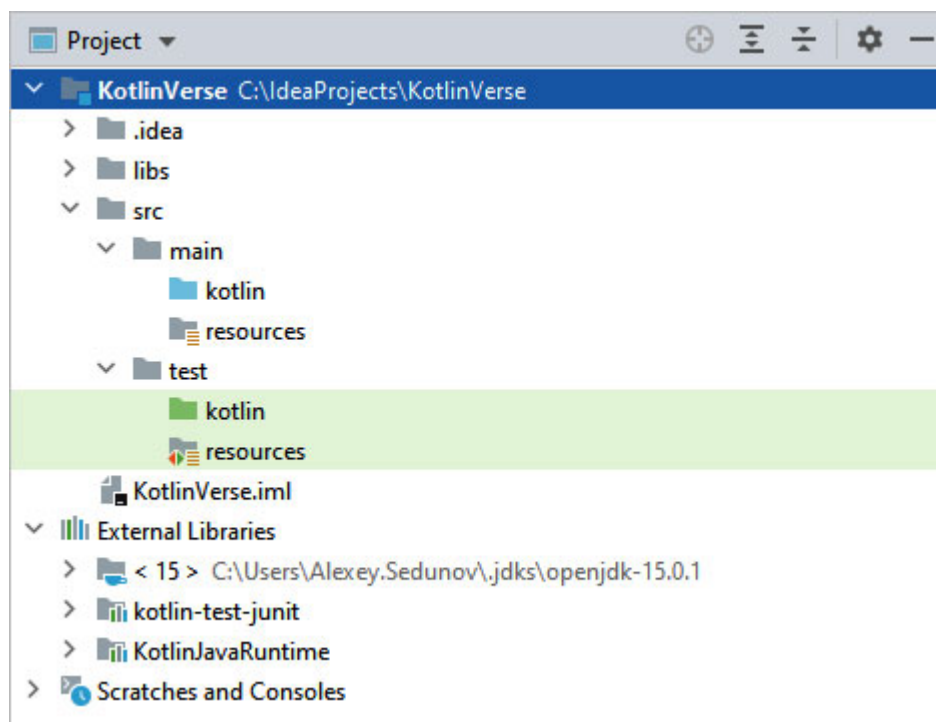 Project
KotlinVerse C:\IdeaProjects\KotlinVerse
.idea
libs
src
main
kotlin
resources
test
kotlin
resources
KotlinVerse.iml
External Libraries
< 15 > C:\Users\Alexey.Sedunov\.jdks\openjdk-15.0.1
kotlin-test-junit
KotlinJavaRuntime
Scratches and Consoles